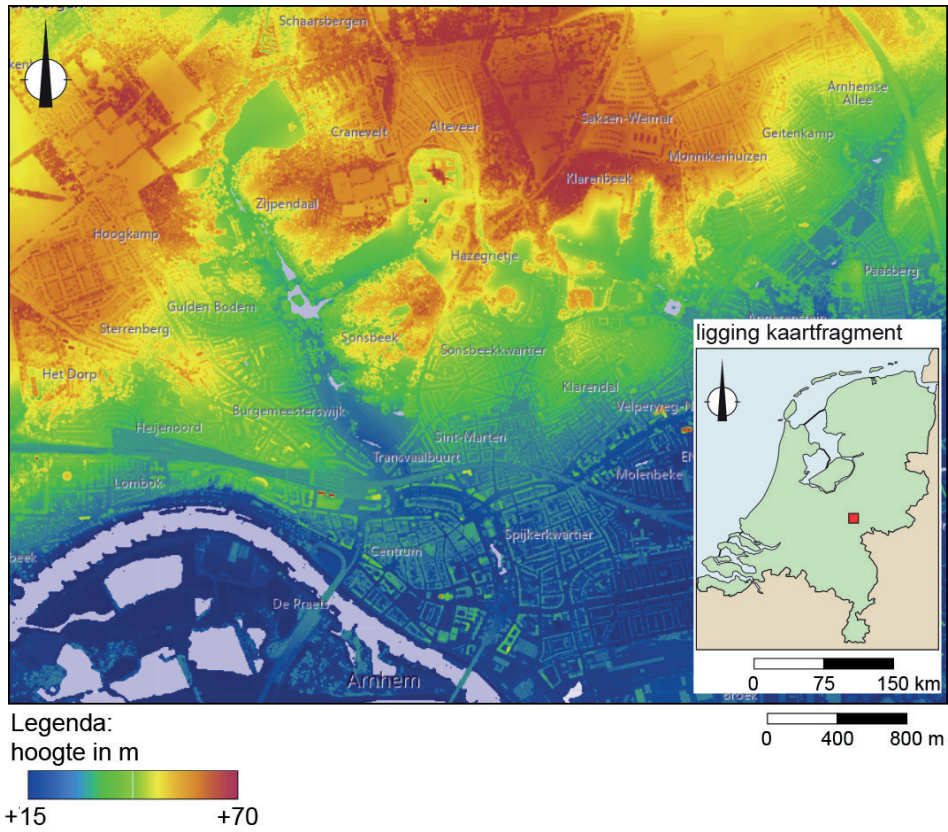 Schaarsbergen
Arnhemse
Allee
Cranevelt
Alteveer
Saksen-Weimar
Geitenkamp
Monnikenhuizen
Klarenbeek
Zijpendaal
Hoogkamp
Hazegrietje
Paasberg
Gulden Bodem
Sterrenberg
Sonsbeek
Sonsbeekkwartier
ligging kaartfragment
Het Dorp
Klarendal
Burgemeesterswijk
Heijenoord
Sint-Marten
Transvaalbuurt
Molenbeke
Lombok
Spijkerkwartier
Centrum
De Praets
Arnhem
0 75 150 km
Legenda:
hoogte in m
+15 +70
0 400 800 m